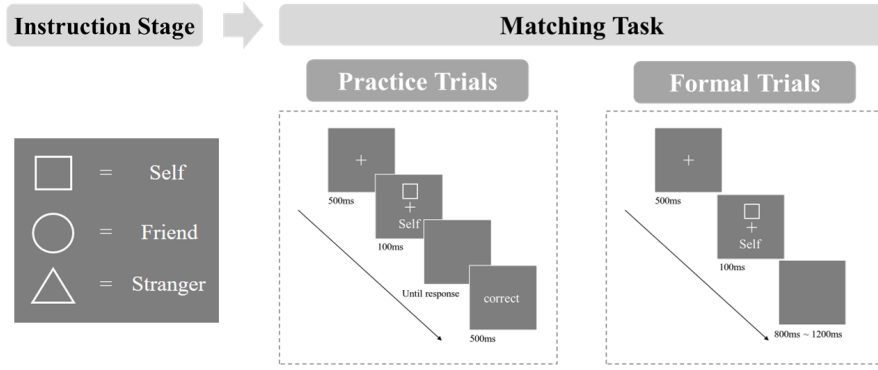 Instruction Stage
Matching Task
Practice Trials
Formal Trials
= Self
= Friend
= Stranger
+
500ms
+
Self
100ms
Until response
correct
500ms
+
500ms
+
Self
100ms
800ms ~ 1200ms